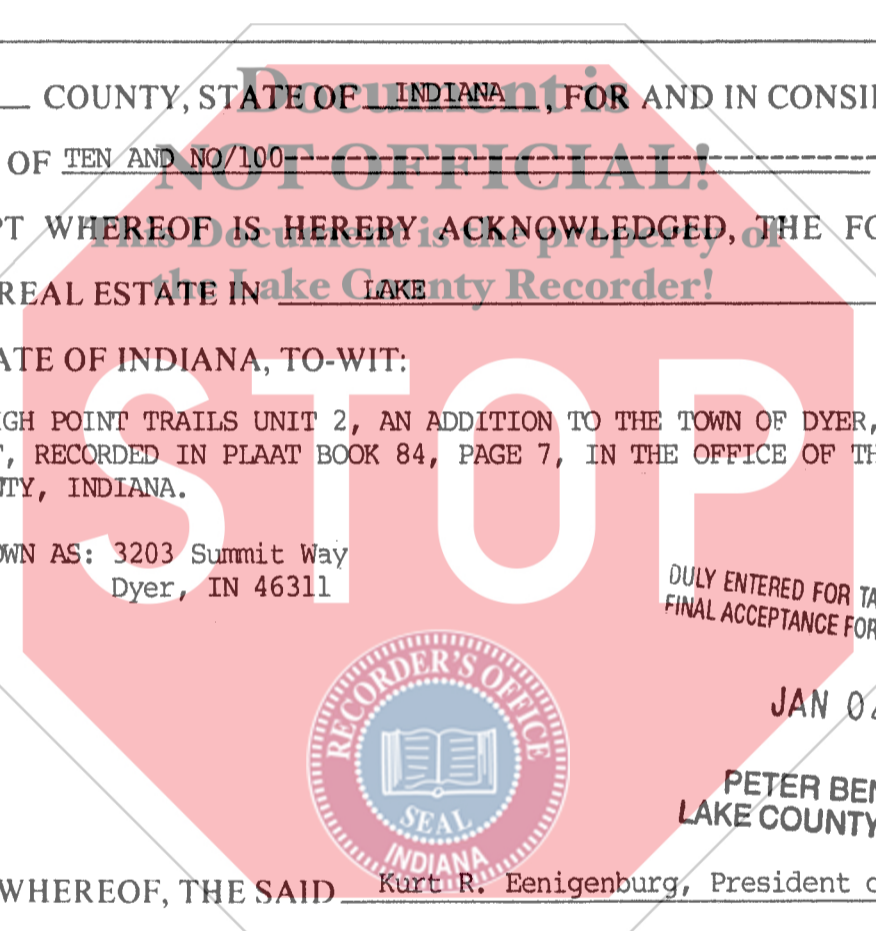 COUNTY, STATE OF INDIANA, FOR AND IN CONSI
Document is
OF TEN AND NO/100
NOT OFFICIAL!
PT WHEREOF IS HEREBY ACKNOWLEDGED, THE FO
This Document is the property of
REAL ESTATE IN LAKE
the Lake County Recorder!
ATE OF INDIANA, TO-WIT:
STOP
IGH POINT TRAILS UNIT 2, AN ADDITION TO THE TOWN OF DYER,
T, RECORDED IN PLAAT BOOK 84, PAGE 7, IN THE OFFICE OF TH
NTY, INDIANA.
OWN AS: 3203 Summit Way
Dyer, IN 46311
DULY ENTERED FOR TA
FINAL ACCEPTANCE FOR
RECORDER'S OFFICE
SEAL
INDIANA
JAN 0
PETER BEN
LAKE COUNTY
WHEREOF, THE SAID Kurt R. Eenigenburg, President o